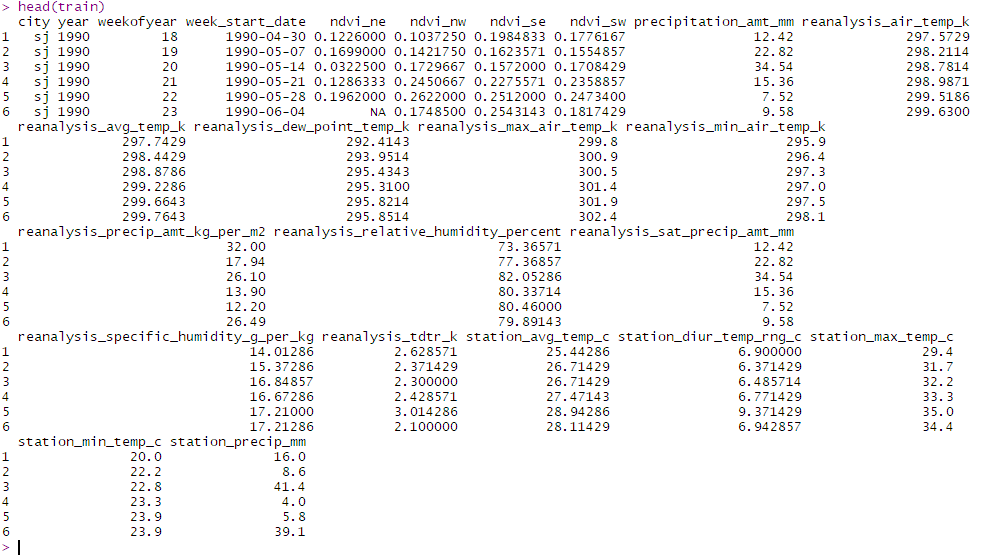 > head(train)
city year weekofyear week_start_date ndvi_ne ndvi_nw ndvi_se ndvi_sw precipitation_amt_mm reanalysis_air_temp_k
1 sj 1990 18 1990-04-30 0.1226000 0.1037250 0.1984833 0.1776167 12.42 297.5729
2 sj 1990 19 1990-05-07 0.1699000 0.1421750 0.1623571 0.1554857 22.82 298.2114
3 sj 1990 20 1990-05-14 0.0322500 0.1729667 0.1572000 0.1708429 34.54 298.7814
4 sj 1990 21 1990-05-21 0.1286333 0.2450667 0.2275571 0.2358857 15.36 298.9871
5 sj 1990 22 1990-05-28 0.1962000 0.2622000 0.2512000 0.2473400 7.52 299.5186
6 sj 1990 23 1990-06-04 NA 0.1748500 0.2543143 0.1817429 9.58 299.6300
reanalysis_avg_temp_k reanalysis_dew_point_temp_k reanalysis_max_air_temp_k reanalysis_min_air_temp_k
1 297.7429 292.4143 299.8 295.9
2 298.4429 293.9514 300.9 296.4
3 298.8786 295.4343 300.5 297.3
4 299.2286 295.3100 301.4 297.0
5 299.6643 295.8214 301.9 297.5
6 299.7643 295.8514 302.4 298.1
reanalysis_precip_amt_kg_per_m2 reanalysis_relative_humidity_percent reanalysis_sat_precip_amt_mm
1 32.00 73.36571 12.42
2 17.94 77.36857 22.82
3 26.10 82.05286 34.54
4 13.90 80.33714 15.36
5 12.20 80.46000 7.52
6 26.49 79.89143 9.58
reanalysis_specific_humidity_g_per_kg reanalysis_tdtr_k station_avg_temp_c station_diur_temp_rng_c station_max_temp_c
1 14.01286 2.628571 25.44286 6.900000 29.4
2 15.37286 2.371429 26.71429 6.371429 31.7
3 16.84857 2.300000 26.71429 6.485714 32.2
4 16.67286 2.428571 27.47143 6.771429 33.3
5 17.21000 3.014286 28.94286 9.371429 35.0
6 17.21286 2.100000 28.11429 6.942857 34.4
station_min_temp_c station_precip_mm
1 20.0 16.0
2 22.2 8.6
3 22.8 41.4
4 23.3 4.0
5 23.9 5.8
6 23.9 39.1
>